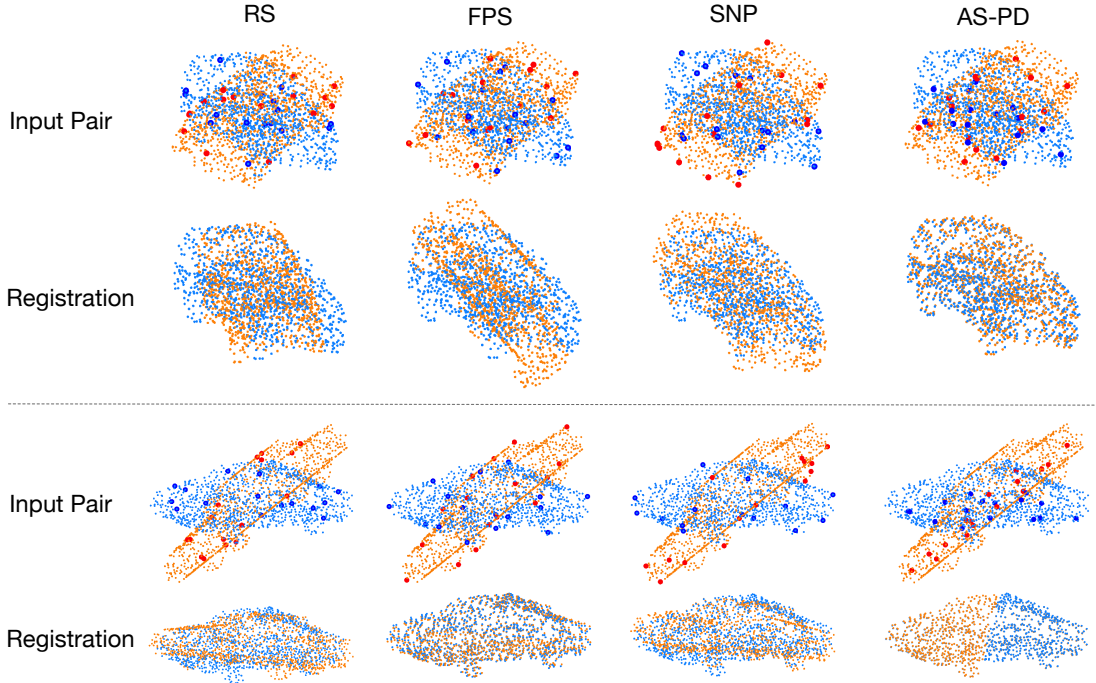 RS FPS SNP AS-PD
Input Pair
Registration
Input Pair
Registration